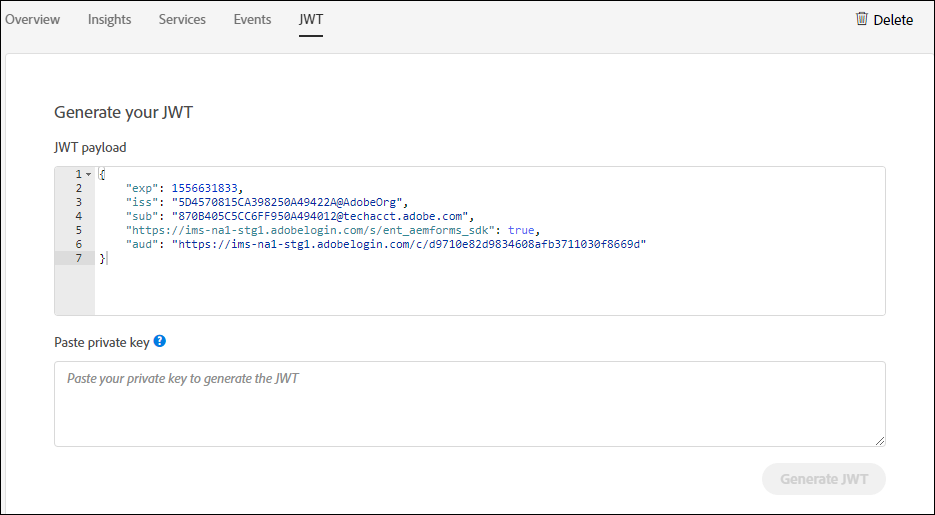 Overview Insights Services Events JWT Delete
Generate your JWT
JWT payload
1 {
2 "exp": 1556631833,
3 "iss": "5D4570815CA398250A49422A@AdobeOrg",
4 "sub": "870B405C5CC6FF950A494012@techacct.adobe.com",
5 "https://ims-na1-stg1.adobelogin.com/s/ent_aemforms_sdk": true,
6 "aud": "https://ims-na1-stg1.adobelogin.com/c/d9710e82d9834608afb3711030f8669d"
7 }
Paste private key ?
Paste your private key to generate the JWT
Generate JWT